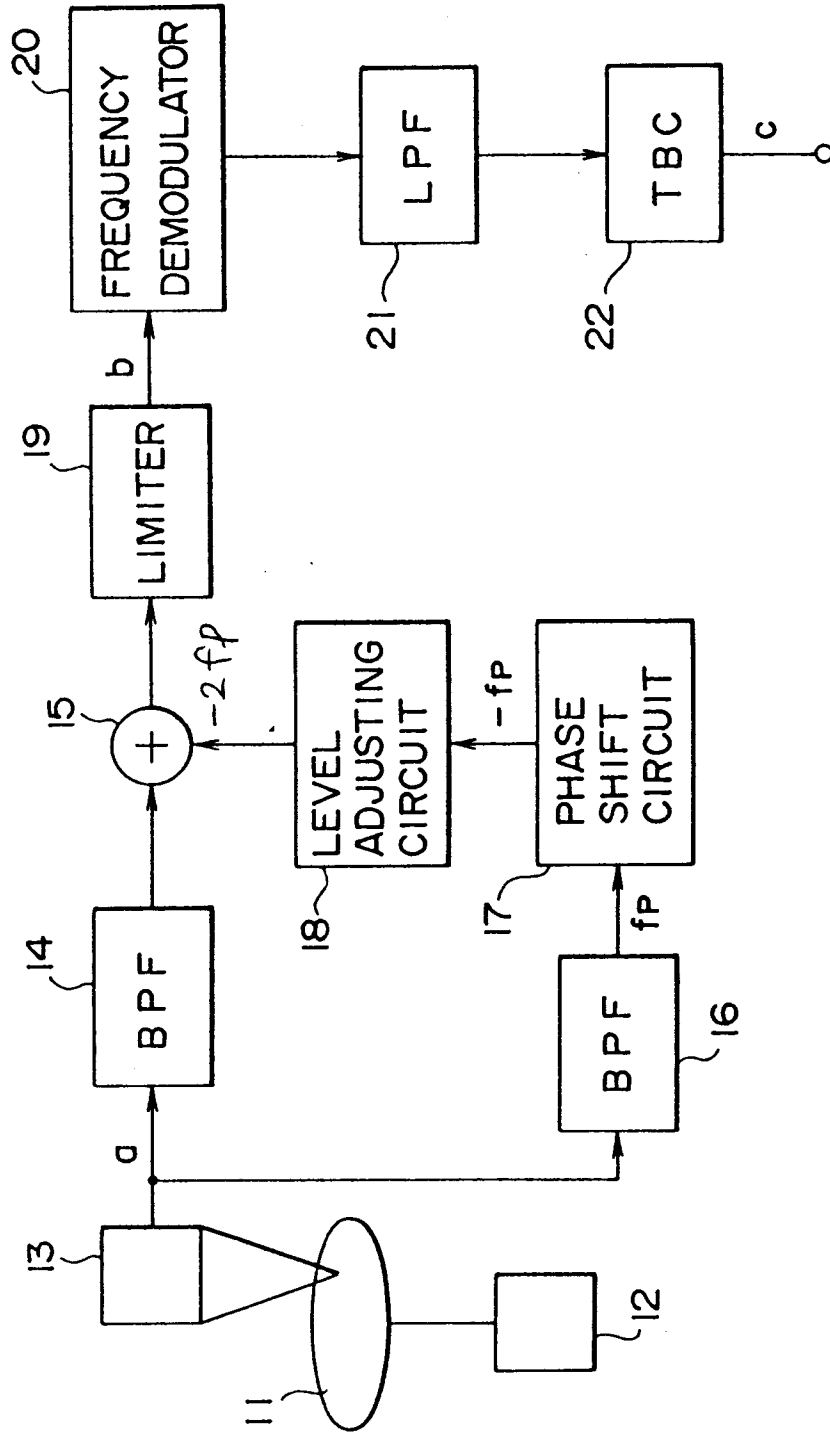 13
11
12
a
14
BPF
15
-2fp
19
LIMITER
b
20
FREQUENCY
DEMODULATOR
LPF
21
TBC
22
c
LEVEL
ADJUSTING
CIRCUIT
18
-fP
PHASE
SHIFT
CIRCUIT
17
fP
BPF
16